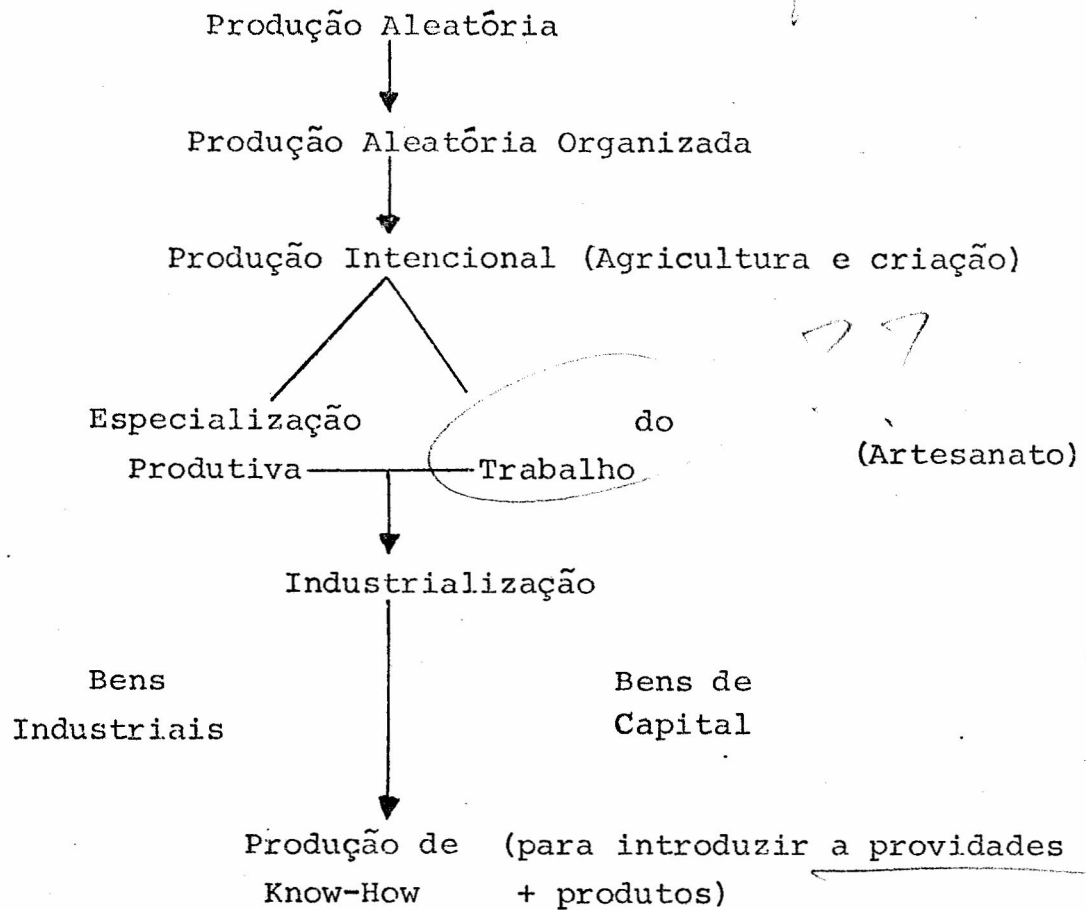 Produção Aleatória
Produção Aleatória Organizada
Produção Intencional (Agricultura e criação)
Especialização do
Produtiva Trabalho (Artesanato)
Industrialização
Bens Bens de
Industriais Capital
Produção de (para introduzir a providades
Know-How + produtos)